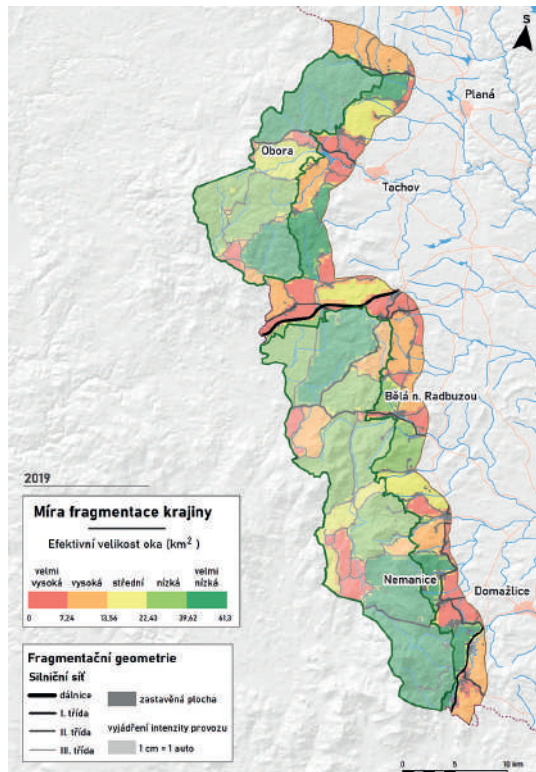 S
Planá
Obora
Tachov
Bělá n. Radbuzou
Nemanice
Domažlice
2019
Míra fragmentace krajiny
Efektivní velikost oka (km²)
velmi vysoká
vysoká
střední
nízká
velmi nízká
0 7,24 13,56 22,43 39,62 61,3
Fragmentační geometrie
Silniční síť
dálnice
I. třída
II. třída
III. třída
zastavěná plocha
vyjádření intenzity provozu
1 cm = 1 auto
0 5 10 km